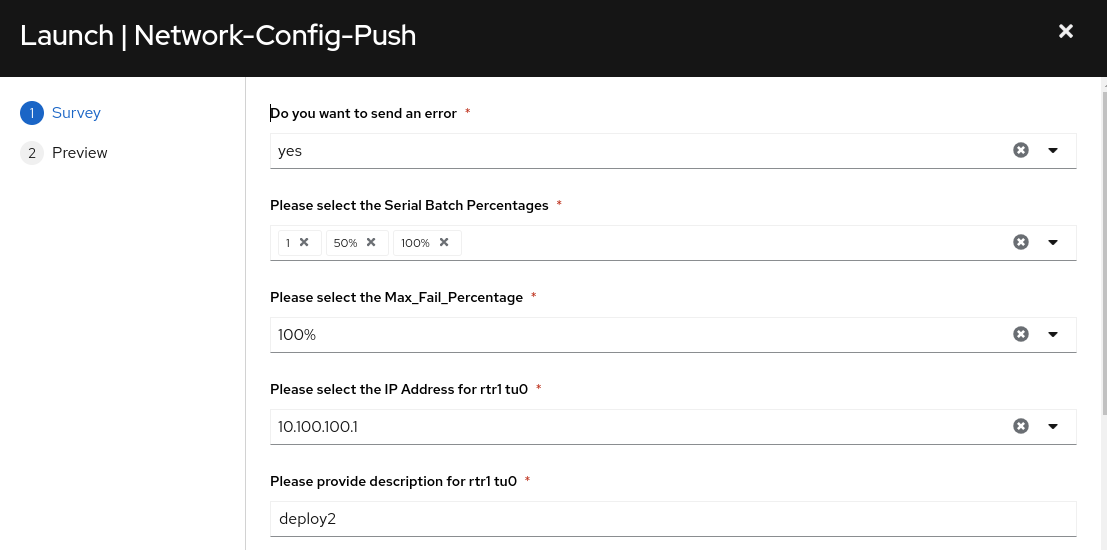 Launch | Network-Config-Push
1 Survey
2 Preview
Do you want to send an error *
yes
Please select the Serial Batch Percentages *
1 50% 100%
Please select the Max_Fail_Percentage *
100%
Please select the IP Address for rtr1 tu0 *
10.100.100.1
Please provide description for rtr1 tu0 *
deploy2